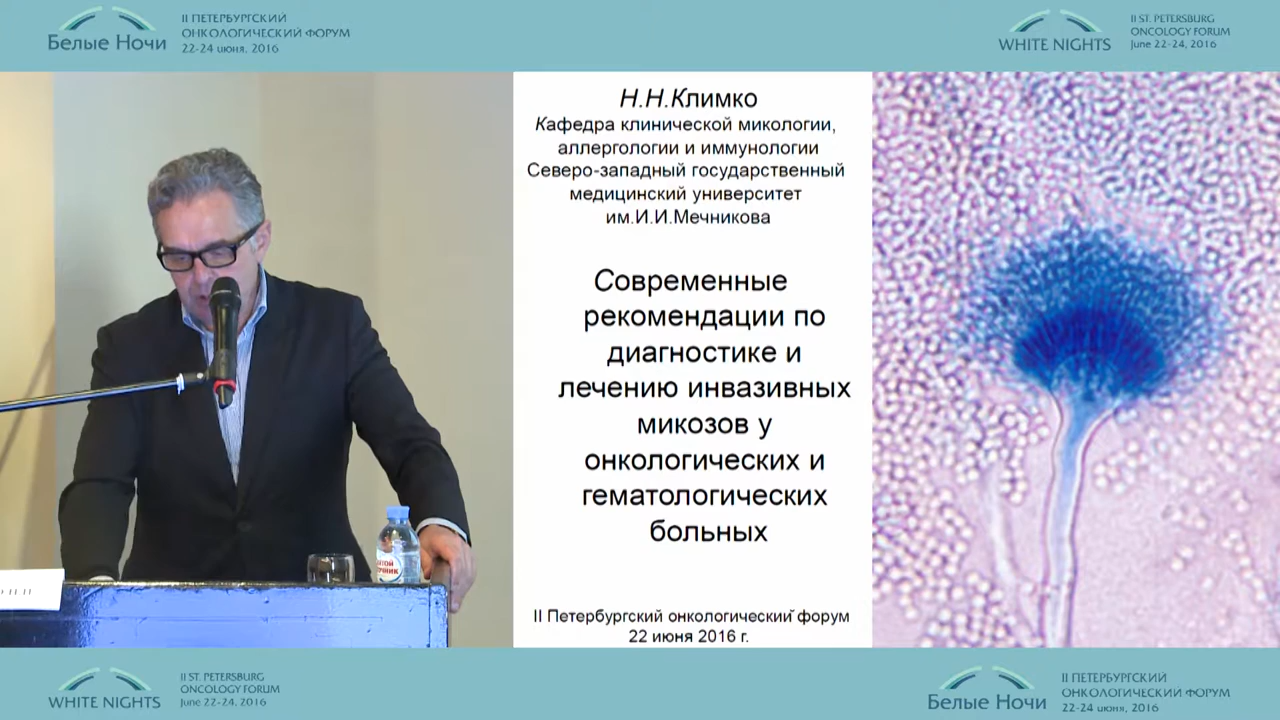 Белые Ночи
II ПЕТЕРБУРГСКИЙ
ОНКОЛОГИЧЕСКИЙ ФОРУМ
22-24 июня, 2016
WHITE NIGHTS
II ST. PETERSBURG
ONCOLOGY FORUM
June 22-24, 2016
Н.Н.Климко
Кафедра клинической микологии,
аллергологии и иммунологии
Северо-западный государственный
медицинский университет
им.И.И.Мечникова
Современные
рекомендации по
диагностике и
лечению инвазивных
микозов у
онкологических и
гематологических
больных
II Петербургский онкологический форум
22 июня 2016 г.
WHITE NIGHTS
II ST. PETERSBURG
ONCOLOGY FORUM
June 22-24, 2016
Белые Ночи
II ПЕТЕРБУРГСКИЙ
ОНКОЛОГИЧЕСКИЙ ФОРУМ
22-24 июня, 2016